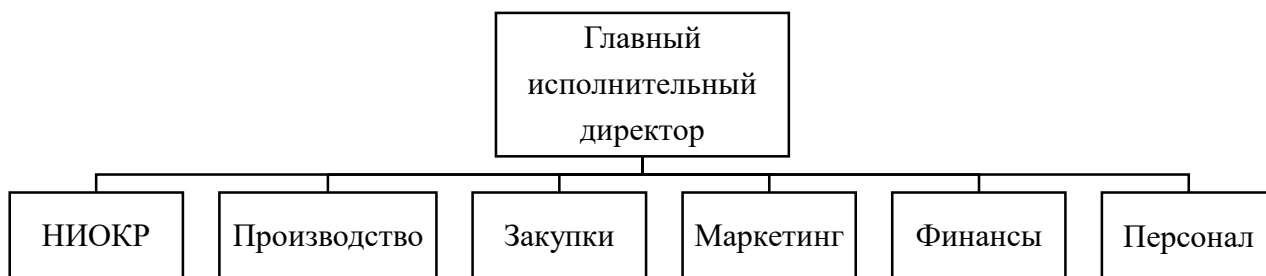 Главный
исполнительный
директор
НИОКР
Производство
Закупки
Маркетинг
Финансы
Персонал